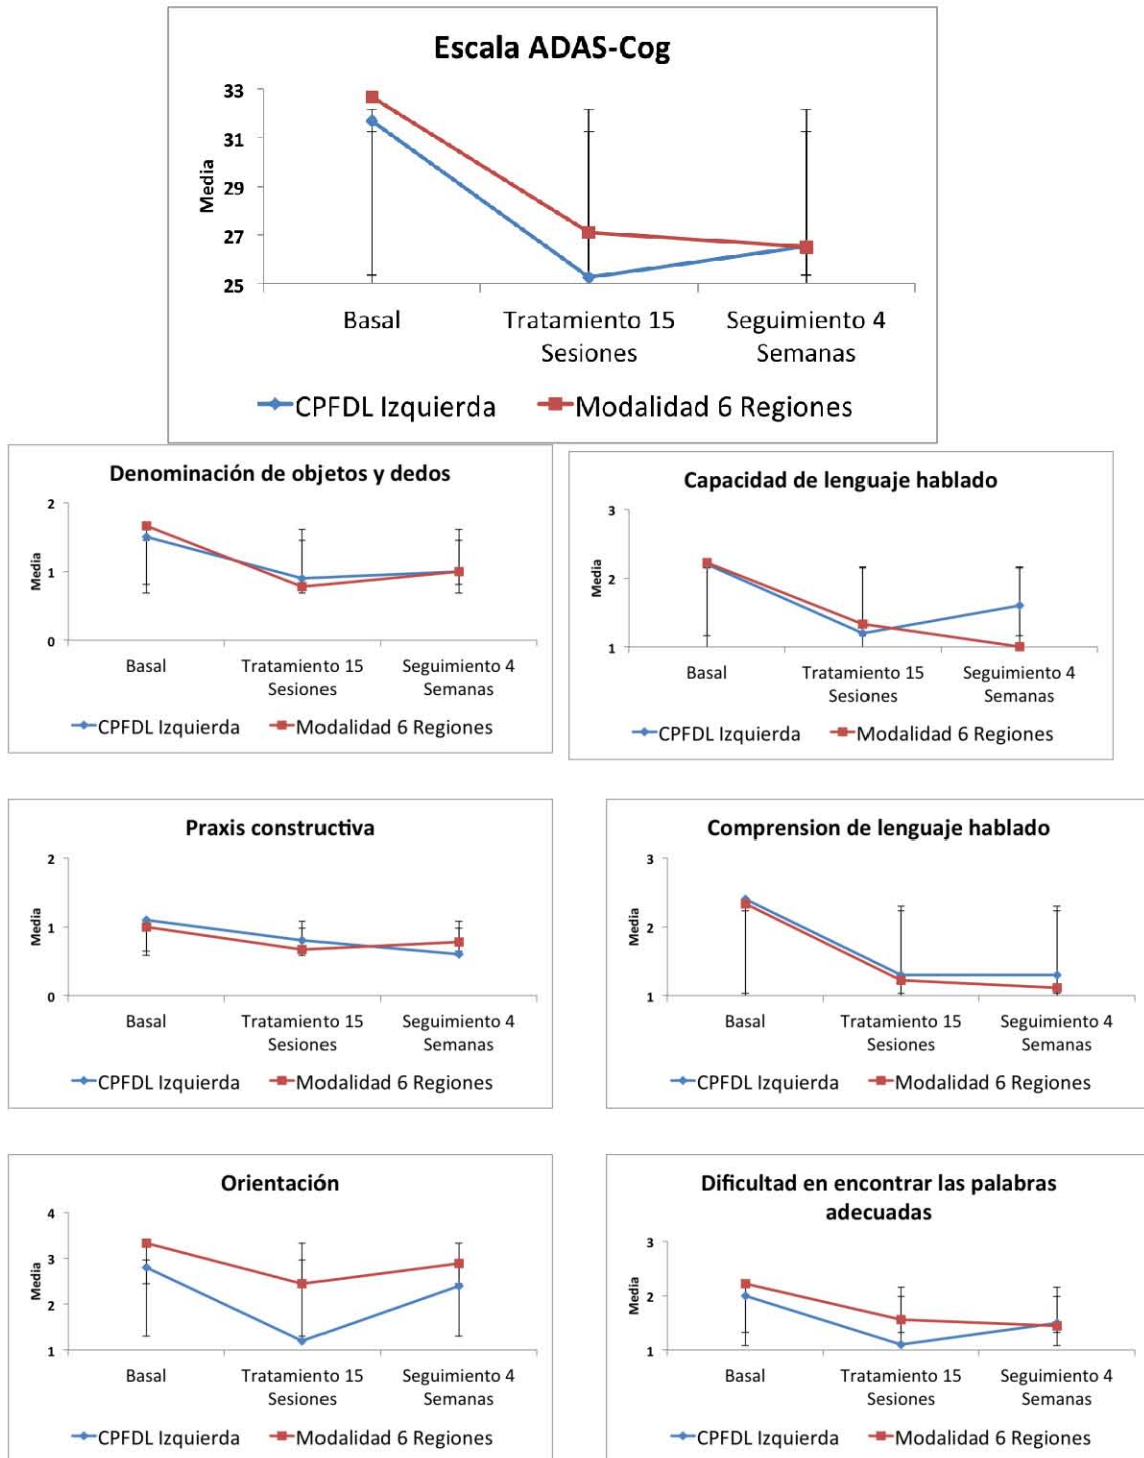 Escala ADAS-Cog
Media
33
31
29
27
25
Basal
Tratamiento 15
Sesiones
Seguimiento 4
Semanas
CPFDL Izquierda
Modalidad 6 Regiones
Denominación de objetos y dedos
Media
2
1
0
Basal
Tratamiento 15
Sesiones
Seguimiento 4
Semanas
CPFDL Izquierda
Modalidad 6 Regiones
Capacidad de lenguaje hablado
Media
3
2
1
Basal
Tratamiento 15
Sesiones
Seguimiento 4
Semanas
CPFDL Izquierda
Modalidad 6 Regiones
Praxis constructiva
Media
2
1
0
Basal
Tratamiento 15
Sesiones
Seguimiento 4
Semanas
CPFDL Izquierda
Modalidad 6 Regiones
Comprension de lenguaje hablado
Media
3
2
1
Basal
Tratamiento 15
Sesiones
Seguimiento 4
Semanas
CPFDL Izquierda
Modalidad 6 Regiones
Orientación
Media
4
3
2
1
Basal
Tratamiento 15
Sesiones
Seguimiento 4
Semanas
CPFDL Izquierda
Modalidad 6 Regiones
Dificultad en encontrar las palabras
adecuadas
Media
3
2
1
Basal
Tratamiento 15
Sesiones
Seguimiento 4
Semanas
CPFDL Izquierda
Modalidad 6 Regiones